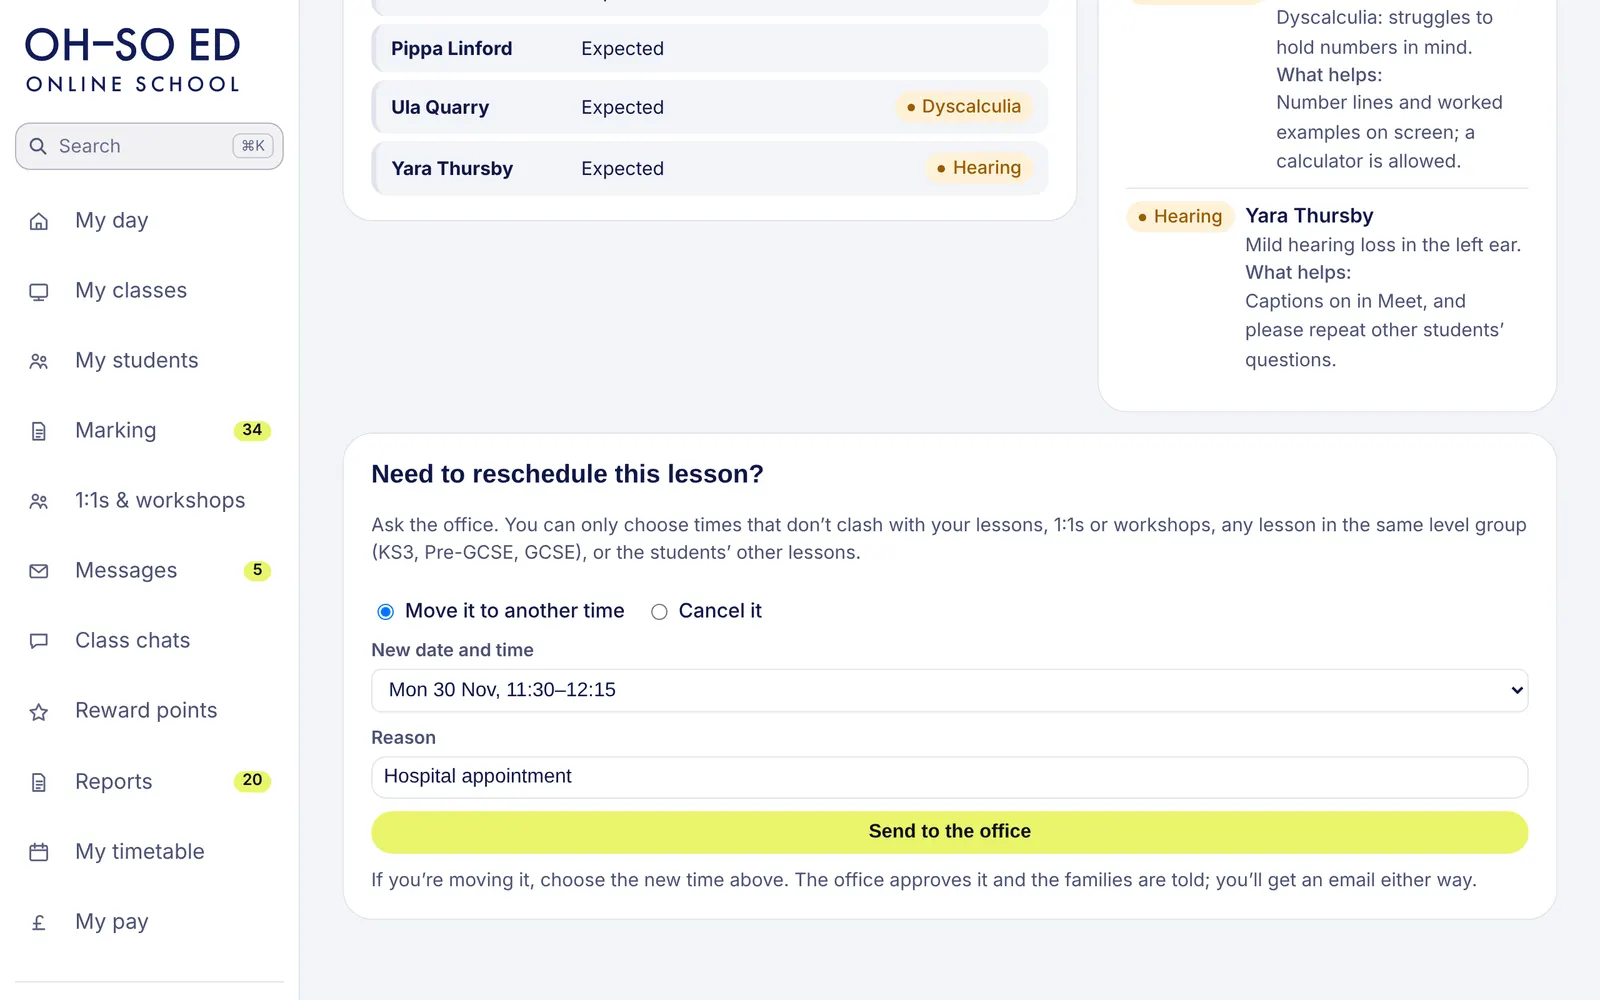 OH–SO ED
ONLINE SCHOOL
Search ⌘K
My day
My classes
My students
Marking 34
1:1s & workshops
Messages 5
Class chats
Reward points
Reports 20
My timetable
£ My pay
Pippa Linford Expected
Ula Quarry Expected • Dyscalculia
Yara Thursby Expected • Hearing
Dyscalculia: struggles to
hold numbers in mind.
What helps:
Number lines and worked
examples on screen; a
calculator is allowed.
• Hearing Yara Thursby
Mild hearing loss in the left ear.
What helps:
Captions on in Meet, and
please repeat other students’
questions.
Need to reschedule this lesson?
Ask the office. You can only choose times that don’t clash with your lessons, 1:1s or workshops, any lesson in the same level group
(KS3, Pre-GCSE, GCSE), or the students’ other lessons.
Move it to another time Cancel it
New date and time
Mon 30 Nov, 11:30–12:15
Reason
Hospital appointment
Send to the office
If you’re moving it, choose the new time above. The office approves it and the families are told; you’ll get an email either way.